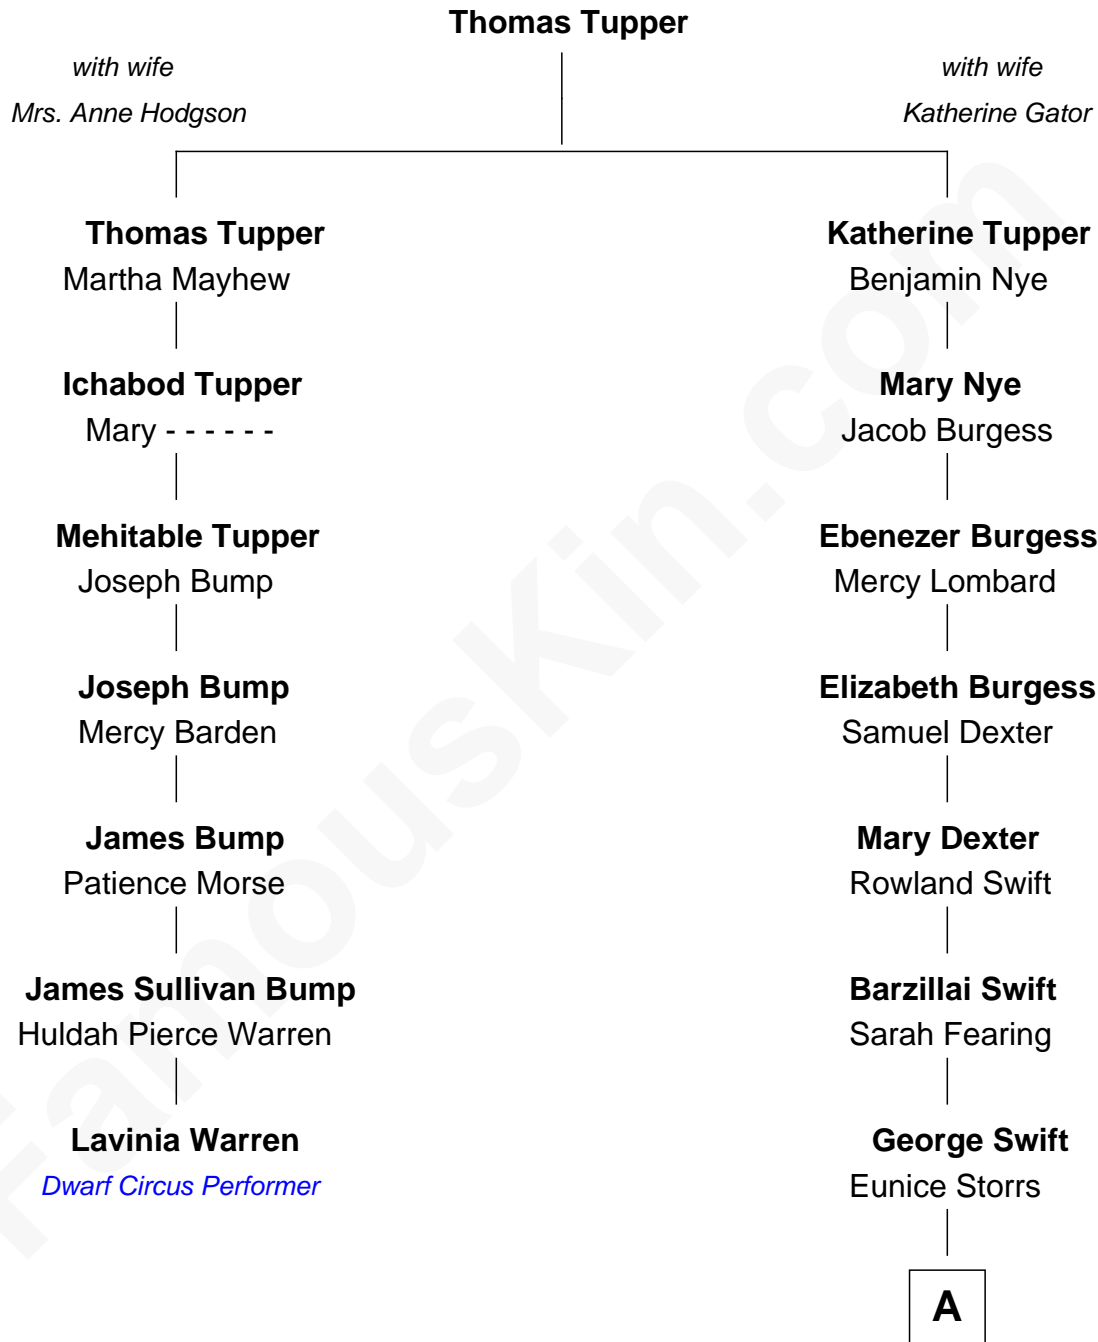 Thomas Tupper
with wife
Mrs. Anne Hodgson
with wife
Katherine Gator
Thomas Tupper
Martha Mayhew
Katherine Tupper
Benjamin Nye
Ichabod Tupper
Mary - - - - - -
Mary Nye
Jacob Burgess
Mehitable Tupper
Joseph Bump
Ebenezer Burgess
Mercy Lombard
Joseph Bump
Mercy Barden
Elizabeth Burgess
Samuel Dexter
James Bump
Patience Morse
Mary Dexter
Rowland Swift
James Sullivan Bump
Huldah Pierce Warren
Barzillai Swift
Sarah Fearing
Lavinia Warren
Dwarf Circus Performer
George Swift
Eunice Storrs
A
FamousKin.com